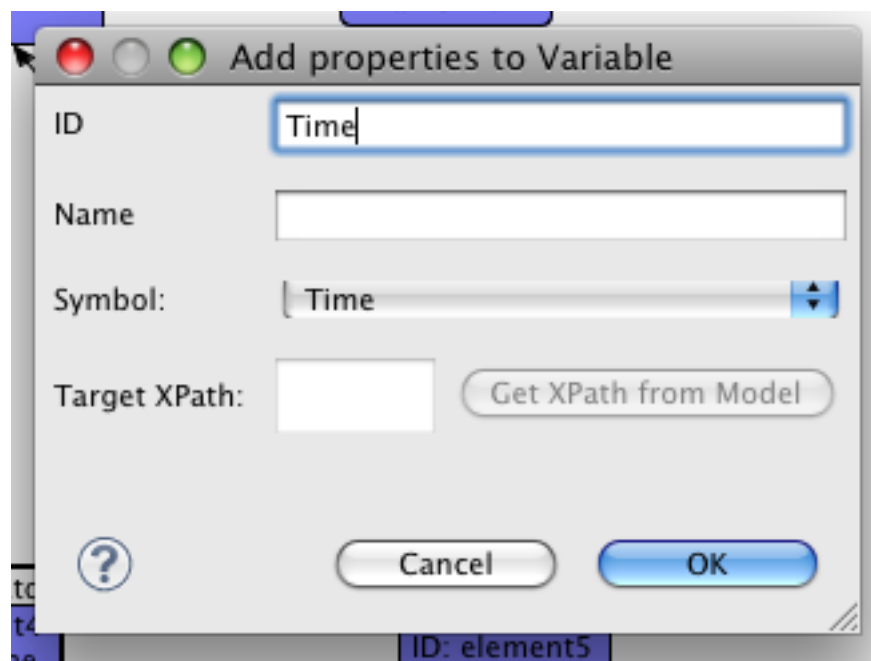 Add properties to Variable
ID
Time
Name
Symbol:
Time
Target XPath:
Get XPath from Model
?
Cancel
OK
ID: element5